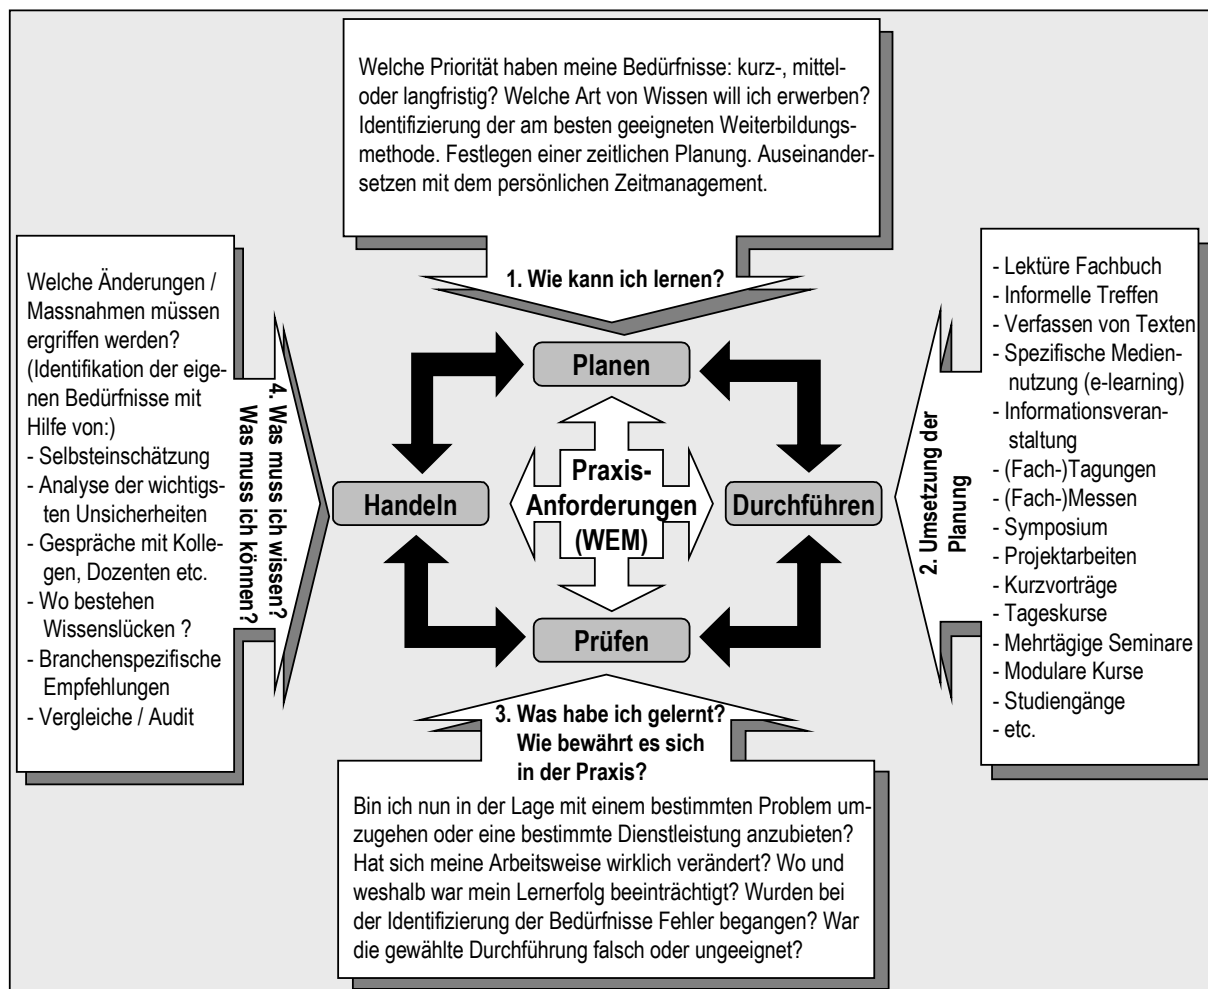 Welche Priorität haben meine Bedürfnisse: kurz-, mittel-
oder langfristig? Welche Art von Wissen will ich erwerben?
Identifizierung der am besten geeigneten Weiterbildungs-
methode. Festlegen einer zeitlichen Planung. Auseinander-
setzen mit dem persönlichen Zeitmanagement.
1. Wie kann ich lernen?
Welche Änderungen /
Massnahmen müssen
ergriffen werden?
(Identifikation der eige-
nen Bedürfnisse mit
Hilfe von:)
- Selbsteinschätzung
- Analyse der wichtigs-
ten Unsicherheiten
- Gespräche mit Kolle-
gen, Dozenten etc.
- Wo bestehen
Wissenslücken ?
- Branchenspezifische
Empfehlungen
- Vergleiche / Audit
4. Was muss ich wissen?
Was muss ich können?
Planen
Handeln
Praxis-
Anforderungen
(WEM)
Durchführen
Prüfen
2. Umsetzung der
Planung
- Lektüre Fachbuch
- Informelle Treffen
- Verfassen von Texten
- Spezifische Medien-
nutzung (e-learning)
- Informationsveran-
staltung
- (Fach-)Tagungen
- (Fach-)Messen
- Symposium
- Projektarbeiten
- Kurzvorträge
- Tageskurse
- Mehrtägige Seminare
- Modulare Kurse
- Studiengänge
- etc.
3. Was habe ich gelernt?
Wie bewährt es sich
in der Praxis?
Bin ich nun in der Lage mit einem bestimmten Problem um-
zugehen oder eine bestimmte Dienstleistung anzubieten?
Hat sich meine Arbeitsweise wirklich verändert? Wo und
weshalb war mein Lernerfolg beeinträchtigt? Wurden bei
der Identifizierung der Bedürfnisse Fehler begangen? War
die gewählte Durchführung falsch oder ungeeignet?